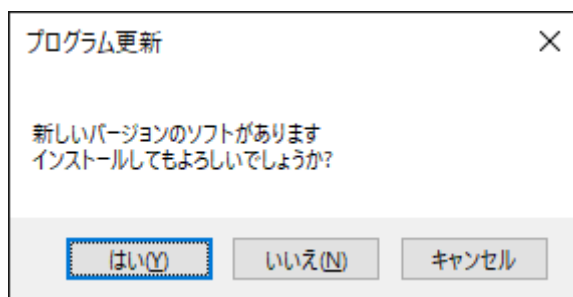 プログラム更新
新しいバージョンのソフトがあります
インストールしてもよろしいでしょうか?
はい(Y)
いいえ(N)
キャンセル